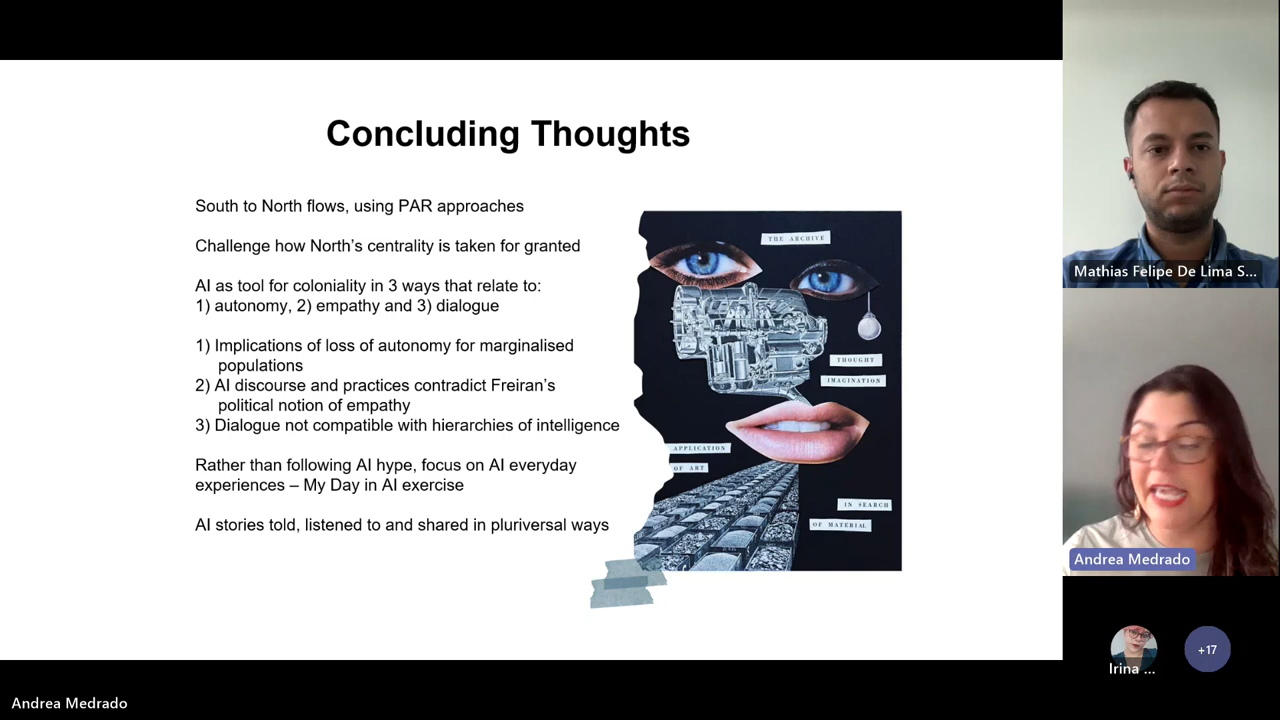 Concluding Thoughts
South to North flows, using PAR approaches
Challenge how North's centrality is taken for granted
AI as tool for coloniality in 3 ways that relate to:
1) autonomy, 2) empathy and 3) dialogue
1) Implications of loss of autonomy for marginalised
populations
2) AI discourse and practices contradict Freiran's
political notion of empathy
3) Dialogue not compatible with hierarchies of intelligence
Rather than following AI hype, focus on AI everyday
experiences – My Day in AI exercise
AI stories told, listened to and shared in pluriversal ways
THE ARCHIVE
THOUGHT
IMAGINATION
APPLICATION
OF ART
IN SEARCH
OF MATERIAL
Mathias Felipe De Lima S...
Andrea Medrado
Irina ...
+17
Andrea Medrado